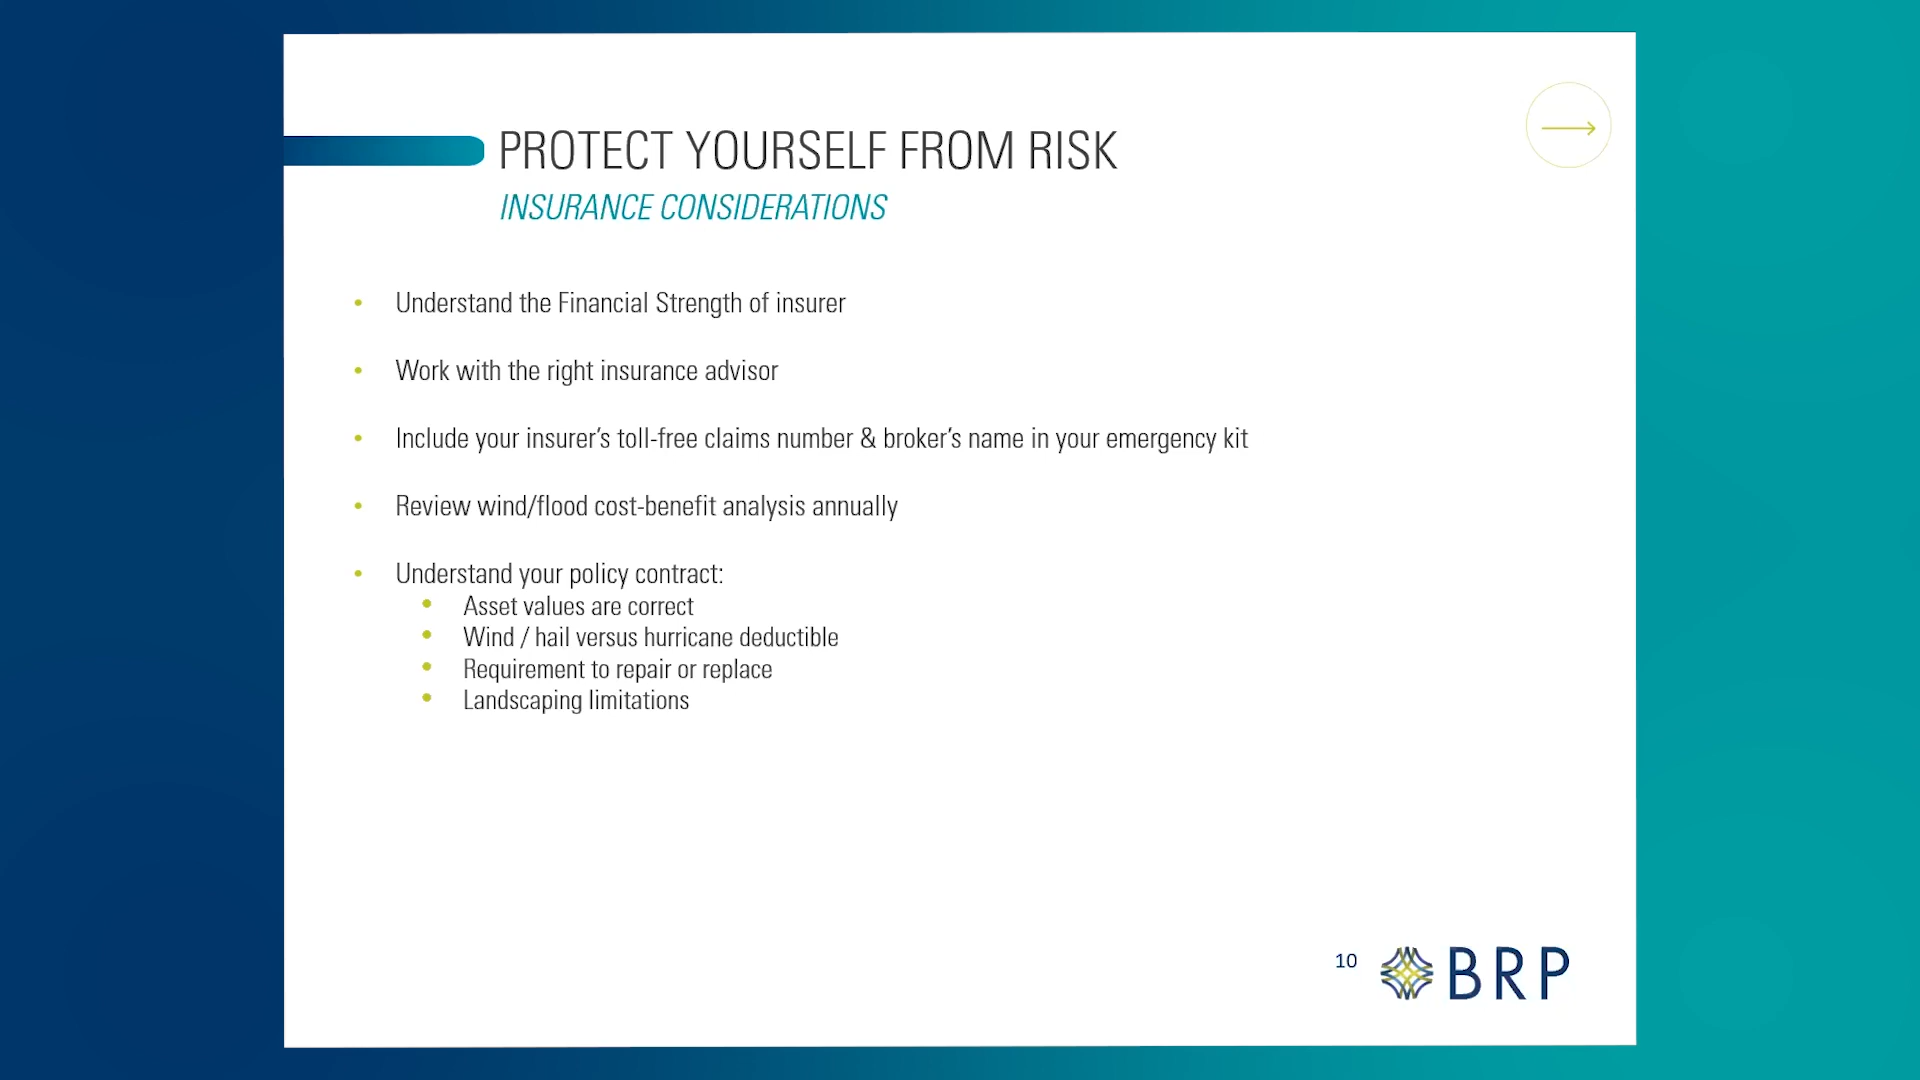 PROTECT YOURSELF FROM RISK
INSURANCE CONSIDERATIONS
• Understand the Financial Strength of insurer
• Work with the right insurance advisor
• Include your insurer’s toll-free claims number & broker’s name in your emergency kit
• Review wind/flood cost-benefit analysis annually
• Understand your policy contract:
• Asset values are correct
• Wind / hail versus hurricane deductible
• Requirement to repair or replace
• Landscaping limitations
10
BRP